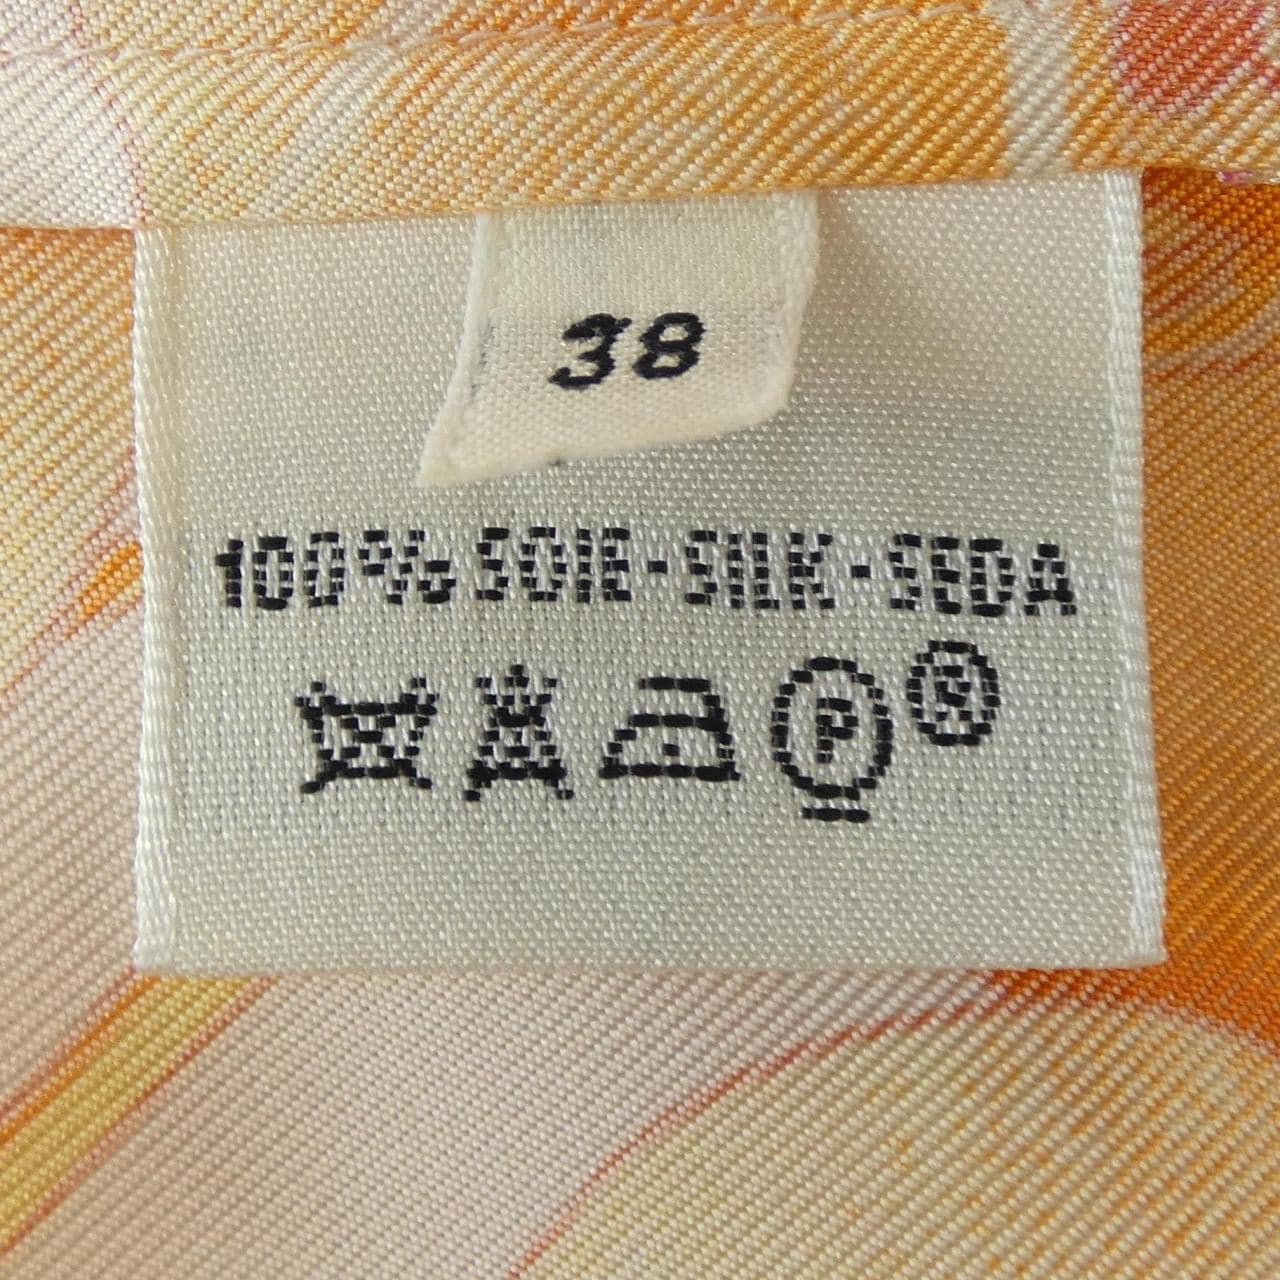 38
100% SOIE - SILK - SEDA
P ®